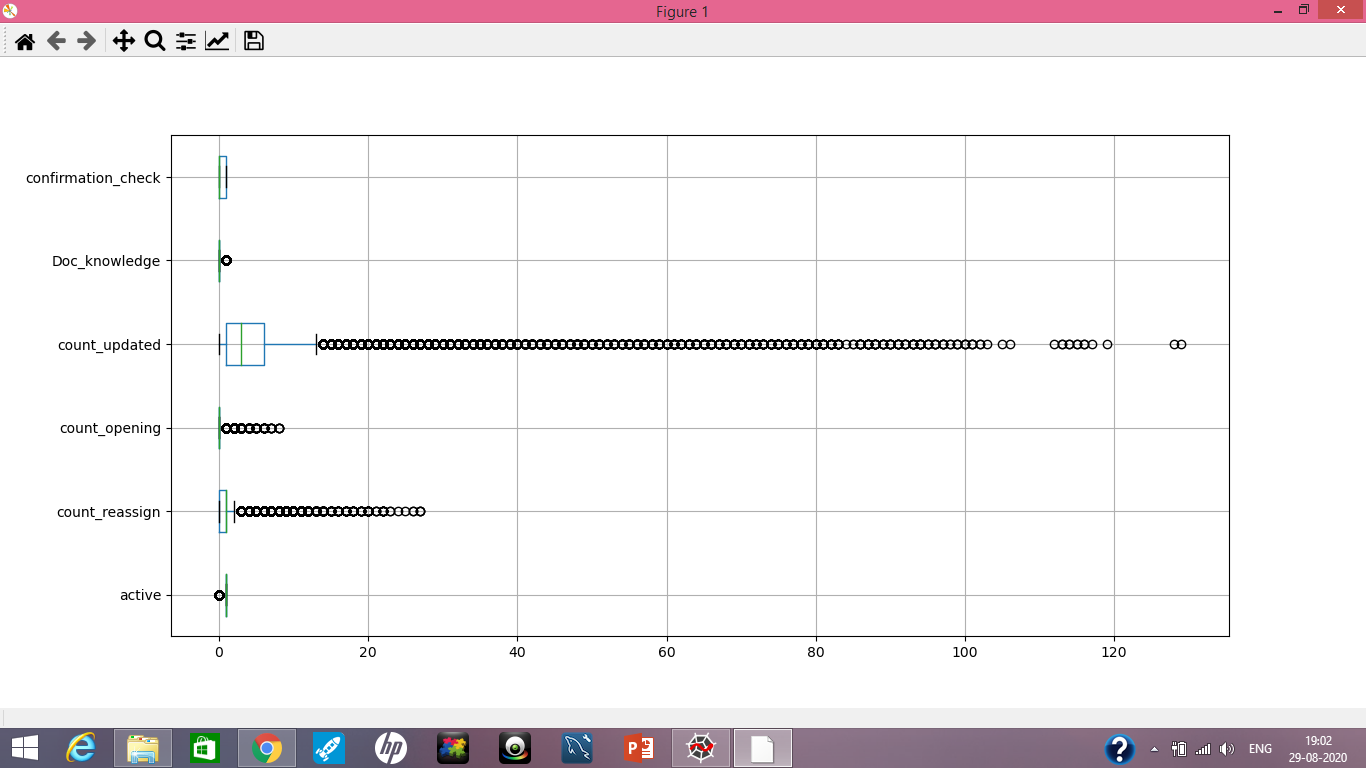 Figure 1
confirmation_check
Doc_knowledge
count_updated
count_opening
count_reassign
active
0 20 40 60 80 100 120
hp
P
?
ENG
19:02
29-08-2020